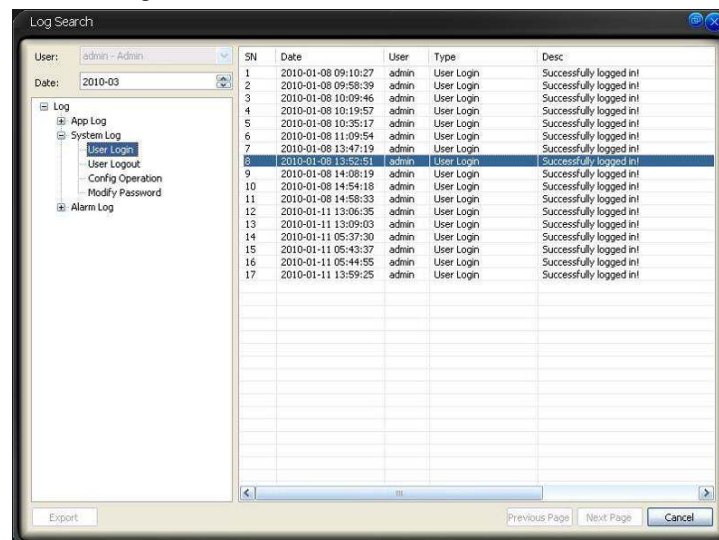 Log Search
User: admin - Admin
Date: 2010-03
Log
App Log
System Log
User Login
User Logout
Config Operation
Modify Password
Alarm Log
SN Date User Type Desc
1 2010-01-08 09:10:27 admin User Login Successfully logged in!
2 2010-01-08 09:58:39 admin User Login Successfully logged in!
3 2010-01-08 10:09:46 admin User Login Successfully logged in!
4 2010-01-08 10:19:57 admin User Login Successfully logged in!
5 2010-01-08 10:35:17 admin User Login Successfully logged in!
6 2010-01-08 11:09:54 admin User Login Successfully logged in!
7 2010-01-08 13:47:19 admin User Login Successfully logged in!
8 2010-01-08 13:52:51 admin User Login Successfully logged in!
9 2010-01-08 14:08:19 admin User Login Successfully logged in!
10 2010-01-08 14:54:18 admin User Login Successfully logged in!
11 2010-01-08 14:58:33 admin User Login Successfully logged in!
12 2010-01-11 13:06:35 admin User Login Successfully logged in!
13 2010-01-11 13:09:03 admin User Login Successfully logged in!
14 2010-01-11 05:37:30 admin User Login Successfully logged in!
15 2010-01-11 05:43:37 admin User Login Successfully logged in!
16 2010-01-11 05:44:55 admin User Login Successfully logged in!
17 2010-01-11 13:59:25 admin User Login Successfully logged in!
Export Previous Page Next Page Cancel